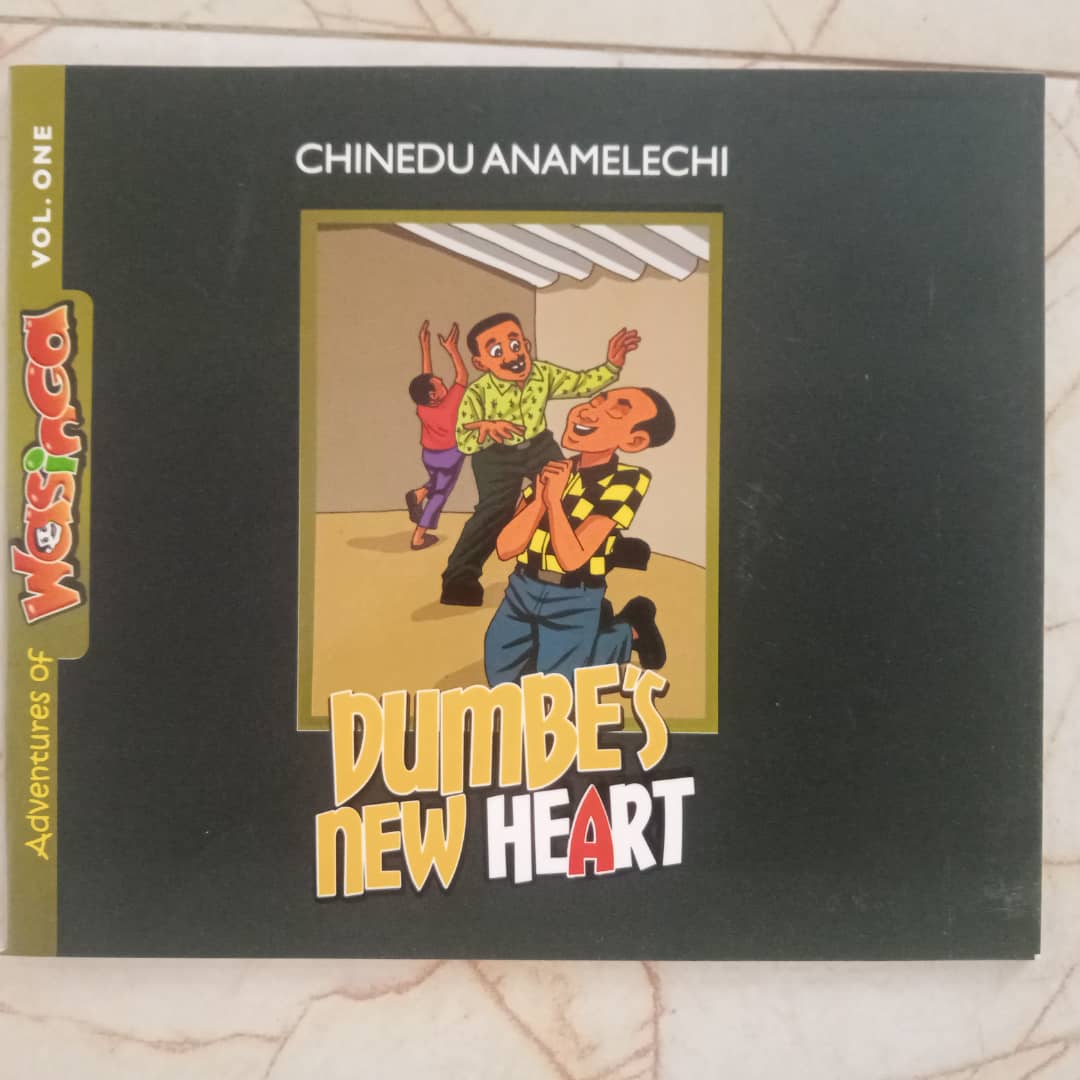 CHINEDU ANAMELECHI
DUMBE'S
NEW HEART
Adventures of Wasinga VOL. ONE